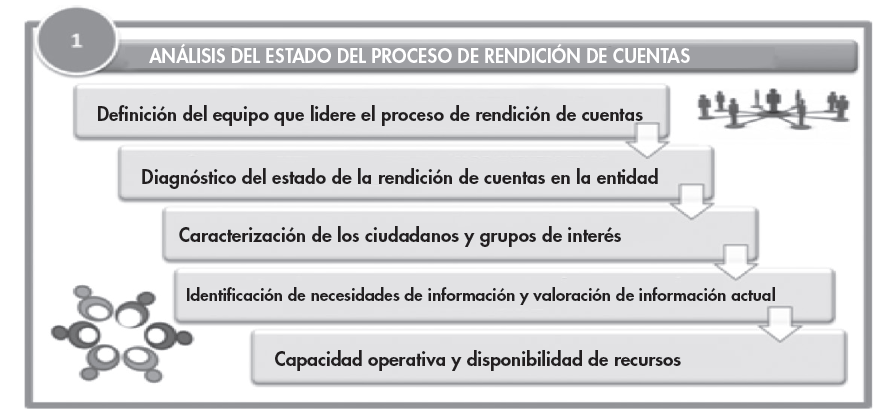 1
ANÁLISIS DEL ESTADO DEL PROCESO DE RENDICIÓN DE CUENTAS
Definición del equipo que lidere el proceso de rendición de cuentas
Diagnóstico del estado de la rendición de cuentas en la entidad
Caracterización de los ciudadanos y grupos de interés
Identificación de necesidades de información y valoración de información actual
Capacidad operativa y disponibilidad de recursos